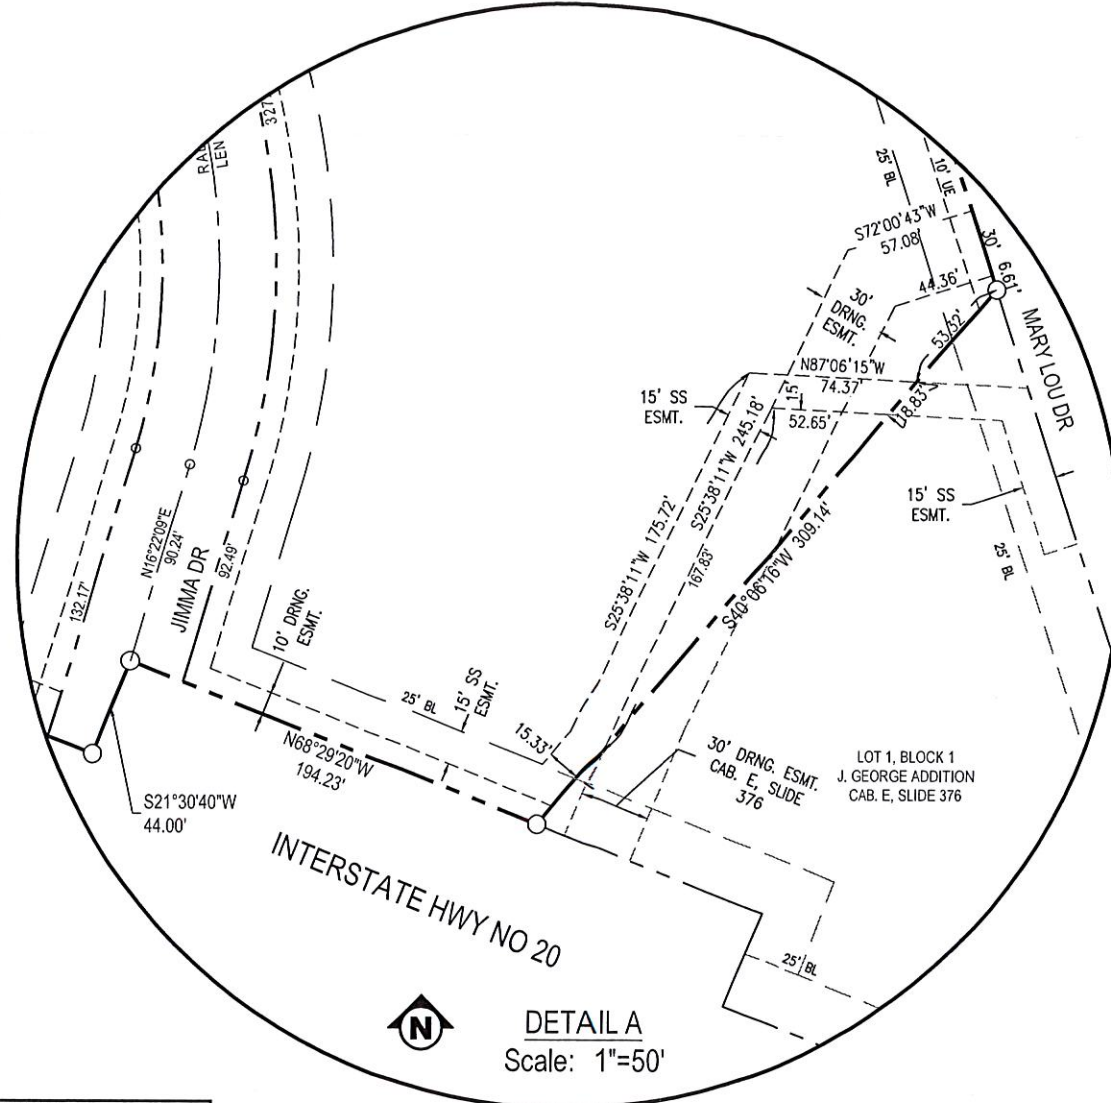 327
RAD
LEN
25' BL
10' UE
S72°00'43"W
57.08'
30'
6.61'
44.36'
30'
DRNG.
ESMT.
53.32'
MARY LOU DR
N87°06'15"W
74.37'
15' SS
ESMT.
15'
52.65'
18.83'
S25°38'11"W 245.18'
S25°38'11"W 175.72'
167.83'
S40°06'16"W 309.14'
15' SS
ESMT.
25' BL
N16°22'09"E
90.24'
92.49'
132.17'
JIMMA DR
10' DRNG.
ESMT.
25' BL
15' SS
ESMT.
15.33'
N68°29'20"W
194.23'
30' DRNG. ESMT.
CAB. E, SLIDE
376
LOT 1, BLOCK 1
J. GEORGE ADDITION
CAB. E, SLIDE 376
S21°30'40"W
44.00'
INTERSTATE HWY NO 20
25' BL
N
DETAIL A
Scale: 1"=50'